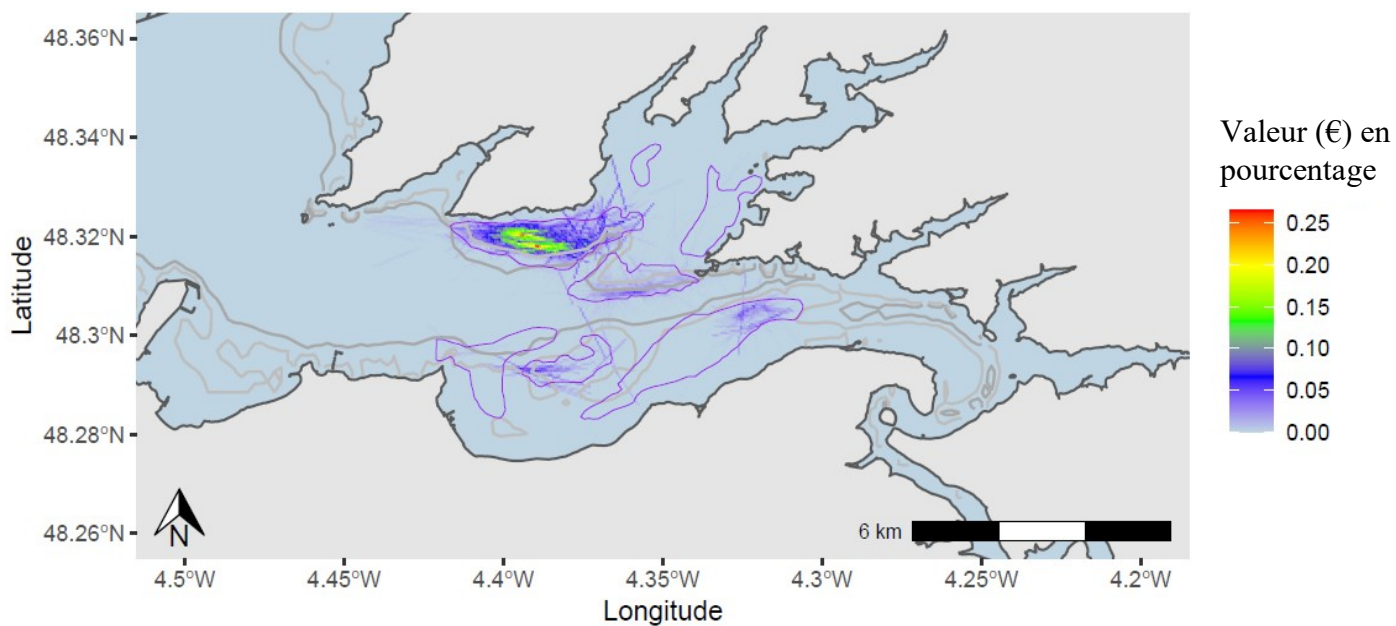 48.36°N
48.34°N
48.32°N
48.3°N
48.28°N
48.26°N
Latitude
N
6 km
4.5°W
4.45°W
4.4°W
4.35°W
4.3°W
4.25°W
4.2°W
Longitude
Valeur (€) en
pourcentage
0.25
0.20
0.15
0.10
0.05
0.00